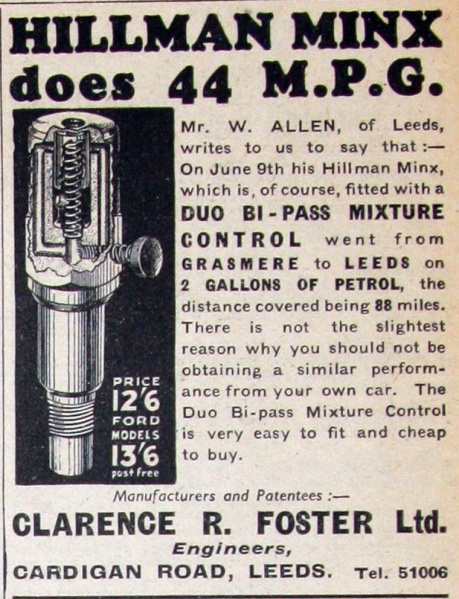 HILLMAN MINX
does 44 M.P.G.
Mr. W. ALLEN, of Leeds,
writes to us to say that :—
On June 9th his Hillman Minx,
which is, of course, fitted with a
DUO BI-PASS MIXTURE
CONTROL went from
GRASMERE to LEEDS on
2 GALLONS OF PETROL, the
distance covered being 88 miles.
There is not the slightest
reason why you should not be
obtaining a similar perform-
ance from your own car. The
Duo Bi-pass Mixture Control
is very easy to fit and cheap
to buy.
PRICE
12'6
FORD
MODELS
13'6
post free
Manufacturers and Patentees :—
CLARENCE R. FOSTER Ltd.
Engineers,
CARDIGAN ROAD, LEEDS. Tel. 51006